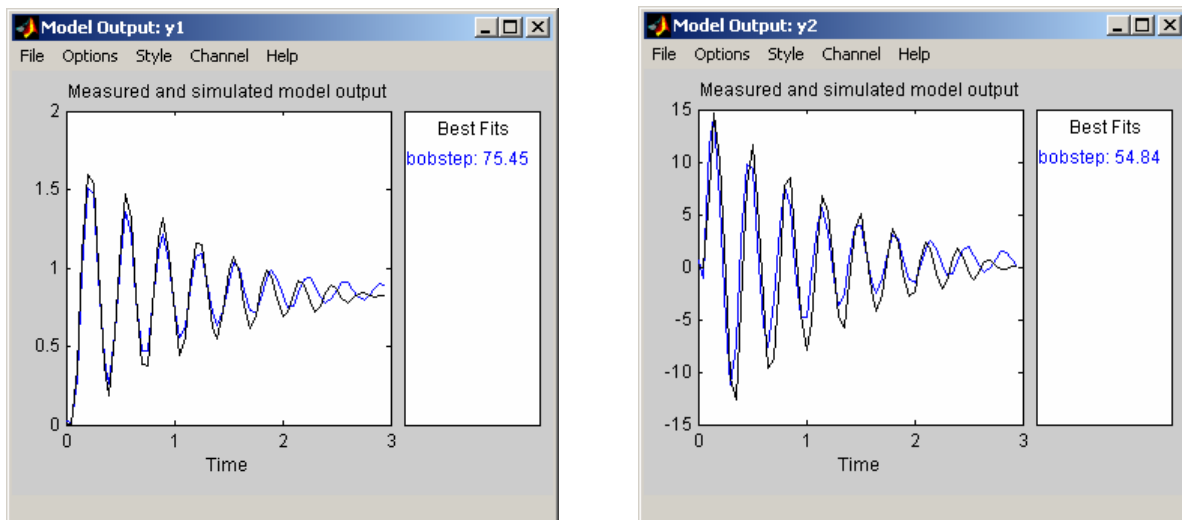 Model Output: y1
File Options Style Channel Help
Measured and simulated model output
2
1.5
1
0.5
0
0 1 2 3
Time
Best Fits
bobstep: 75.45
Model Output: y2
File Options Style Channel Help
Measured and simulated model output
15
10
5
0
-5
-10
-15
0 1 2 3
Time
Best Fits
bobstep: 54.84